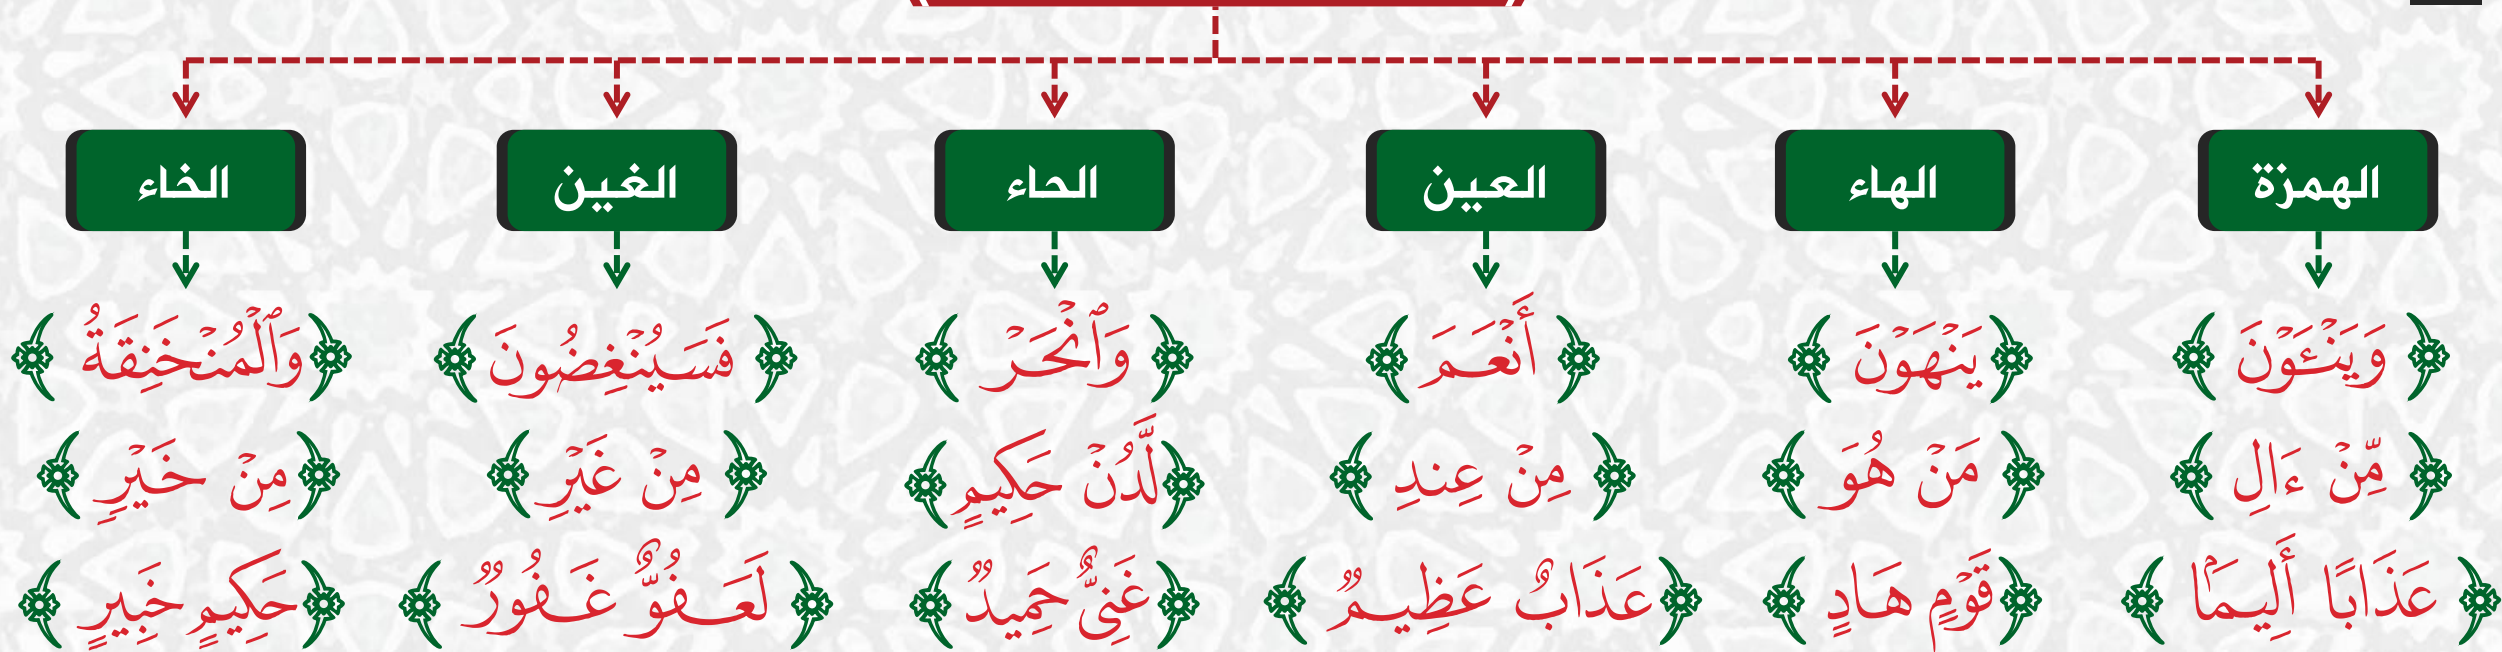 الهمزة الهاء العين الحاء الغين الخاء
﴿وَيَنْـَٔوْنَ﴾ ﴿يَنْهَوْنَ﴾ ﴿أَنْعَمَ﴾ ﴿وَٱنْحَرْ﴾ ﴿فَسَيُنْغِضُونَ﴾ ﴿وَٱلْمُنْخَنِقَةُ﴾
﴿مِّنْ ءَالِ﴾ ﴿مَنْ هُوَ﴾ ﴿مِنْ عِندِ﴾ ﴿لَّدُنْ حَكِيمٍ﴾ ﴿مِنْ غَيْرِ﴾ ﴿مِنْ خَيْرٍ﴾
﴿عَذَابًا أَلِيمًا﴾ ﴿قَوْمٍ هَادٍ﴾ ﴿عَذَابٌ عَظِيمٌ﴾ ﴿غَنِىٌّ حَمِيدٌ﴾ ﴿لَعَفُوٌّ غَفُورٌ﴾ ﴿حَكِيمٍ خَبِيرٍ﴾